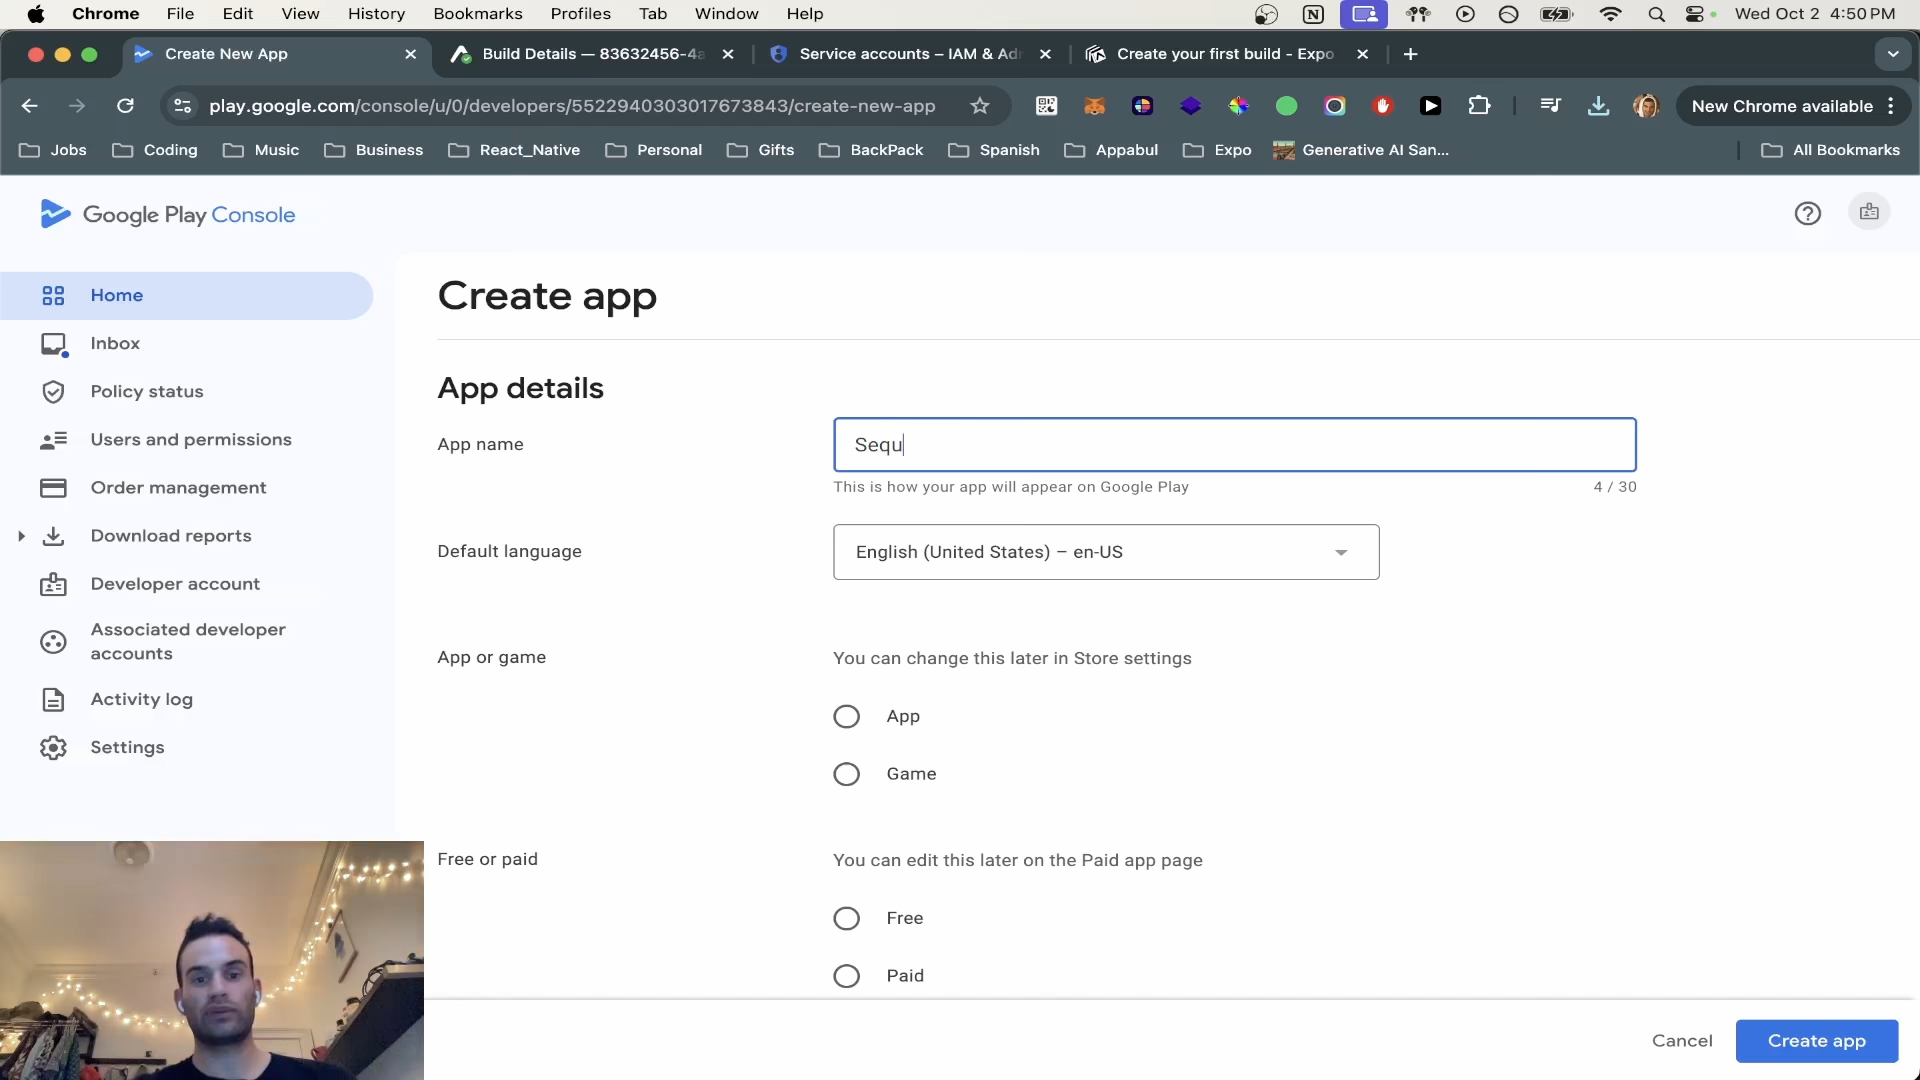 Chrome File Edit View History Bookmarks Profiles Tab Window Help Wed Oct 2 4:50 PM
Create New App Build Details — 83632456-4a Service accounts – IAM & Adn Create your first build - Expo
play.google.com/console/u/0/developers/5522940303017673843/create-new-app New Chrome available
Jobs Coding Music Business React_Native Personal Gifts BackPack Spanish Appabul Expo Generative AI San... All Bookmarks
Google Play Console
Home
Inbox
Policy status
Users and permissions
Order management
Download reports
Developer account
Associated developer
accounts
Activity log
Settings
Create app
App details
App name
Sequ
This is how your app will appear on Google Play 4 / 30
Default language
English (United States) – en-US
App or game
You can change this later in Store settings
App
Game
Free or paid
You can edit this later on the Paid app page
Free
Paid
Cancel Create app